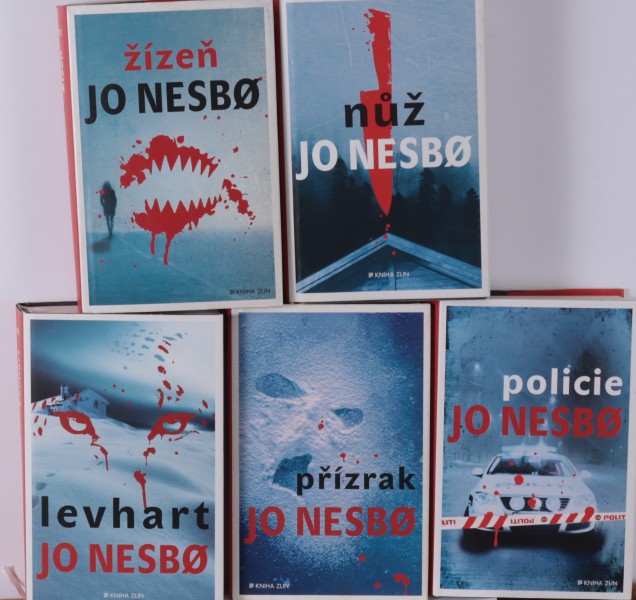 žízeň
JO NESBØ
KNIHA ZLIN
nůž
JO NESBØ
KNIHA ZLIN
levhart
JO NESBØ
KNIHA ZLIN
přízrak
JO NESBØ
KNIHA ZLIN
policie
JO NESBØ
LITI
POLITI
KNIHA ZLIN